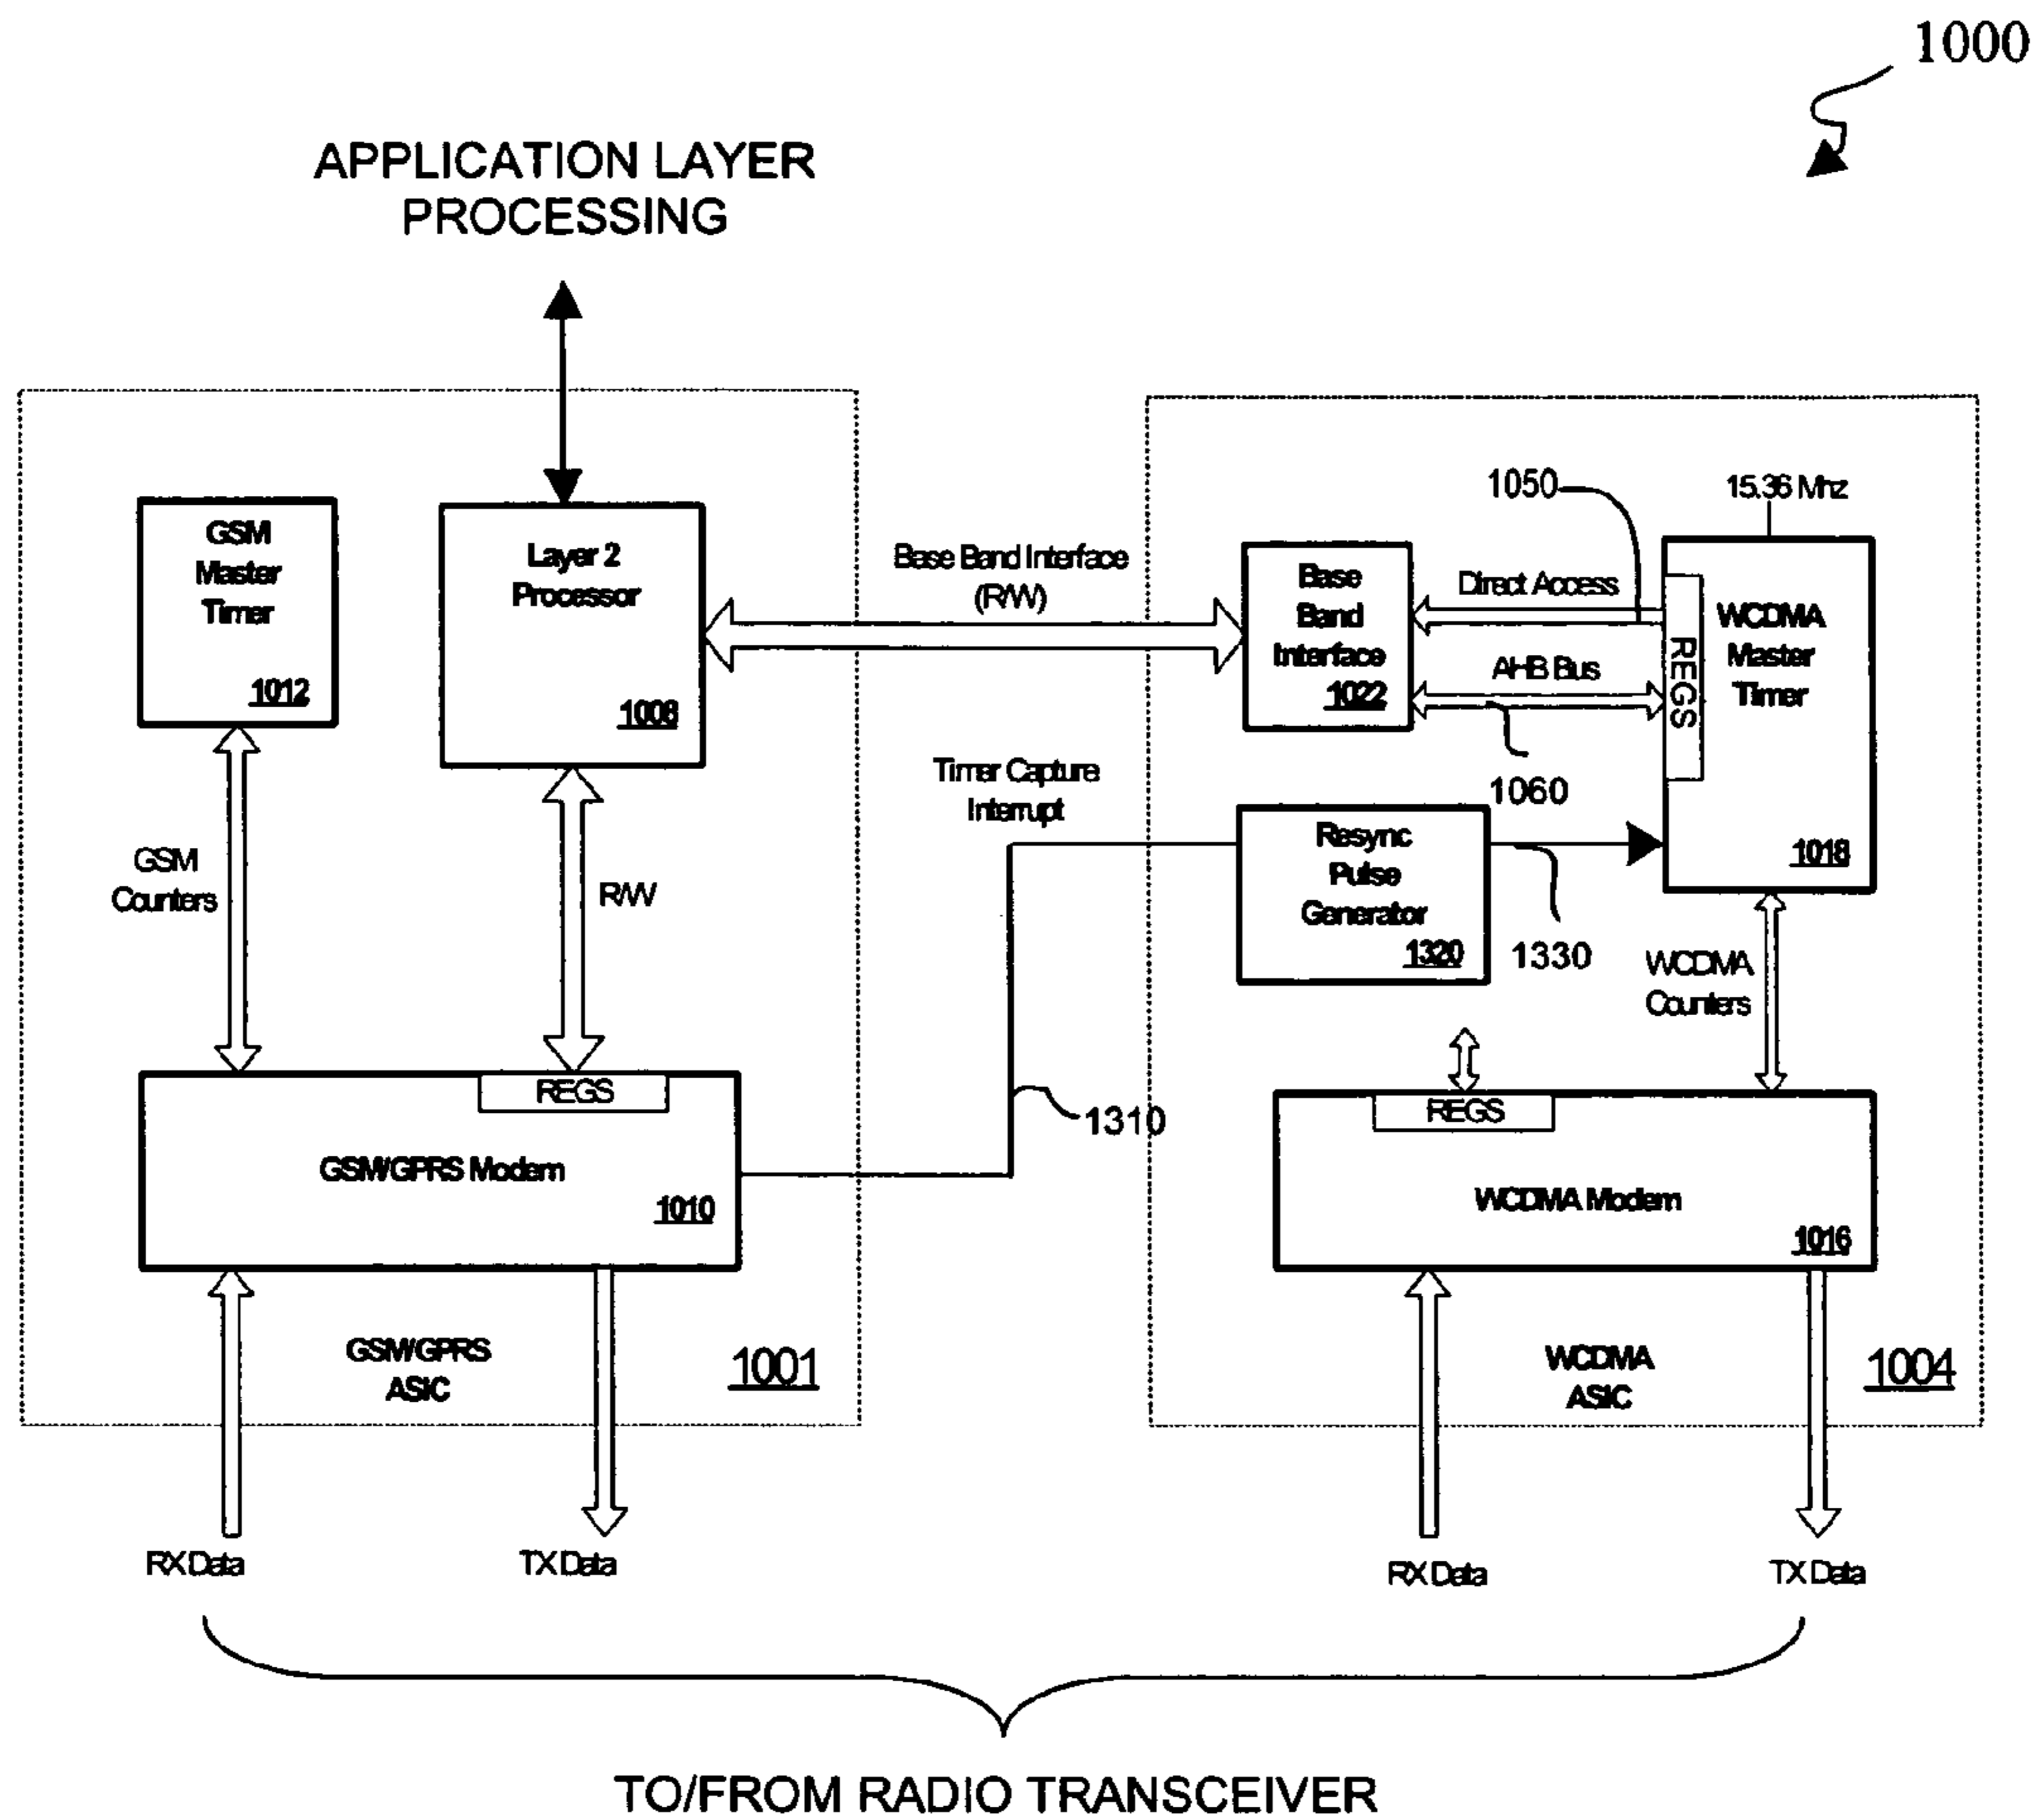 1000
APPLICATION LAYER
PROCESSING
GSM
Master
Timer
1012
Layer 2
Processor
1008
Base Band Interface
(R/W)
Base
Band
Interface
1022
1050
Direct Access
AHB Bus
1060
15.36 Mhz
WCDMA
Master
Timer
REGS
1018
Timer Capture
Interrupt
Resync
Pulse
Generator
1320
1330
GSM
Counters
R/W
WCDMA
Counters
REGS
GSM/GPRS Modem
1010
1310
REGS
WCDMA Modem
1016
GSM/GPRS
ASIC
1001
WCDMA
ASIC
1004
RX Data
TX Data
RX Data
TX Data
TO/FROM RADIO TRANSCEIVER